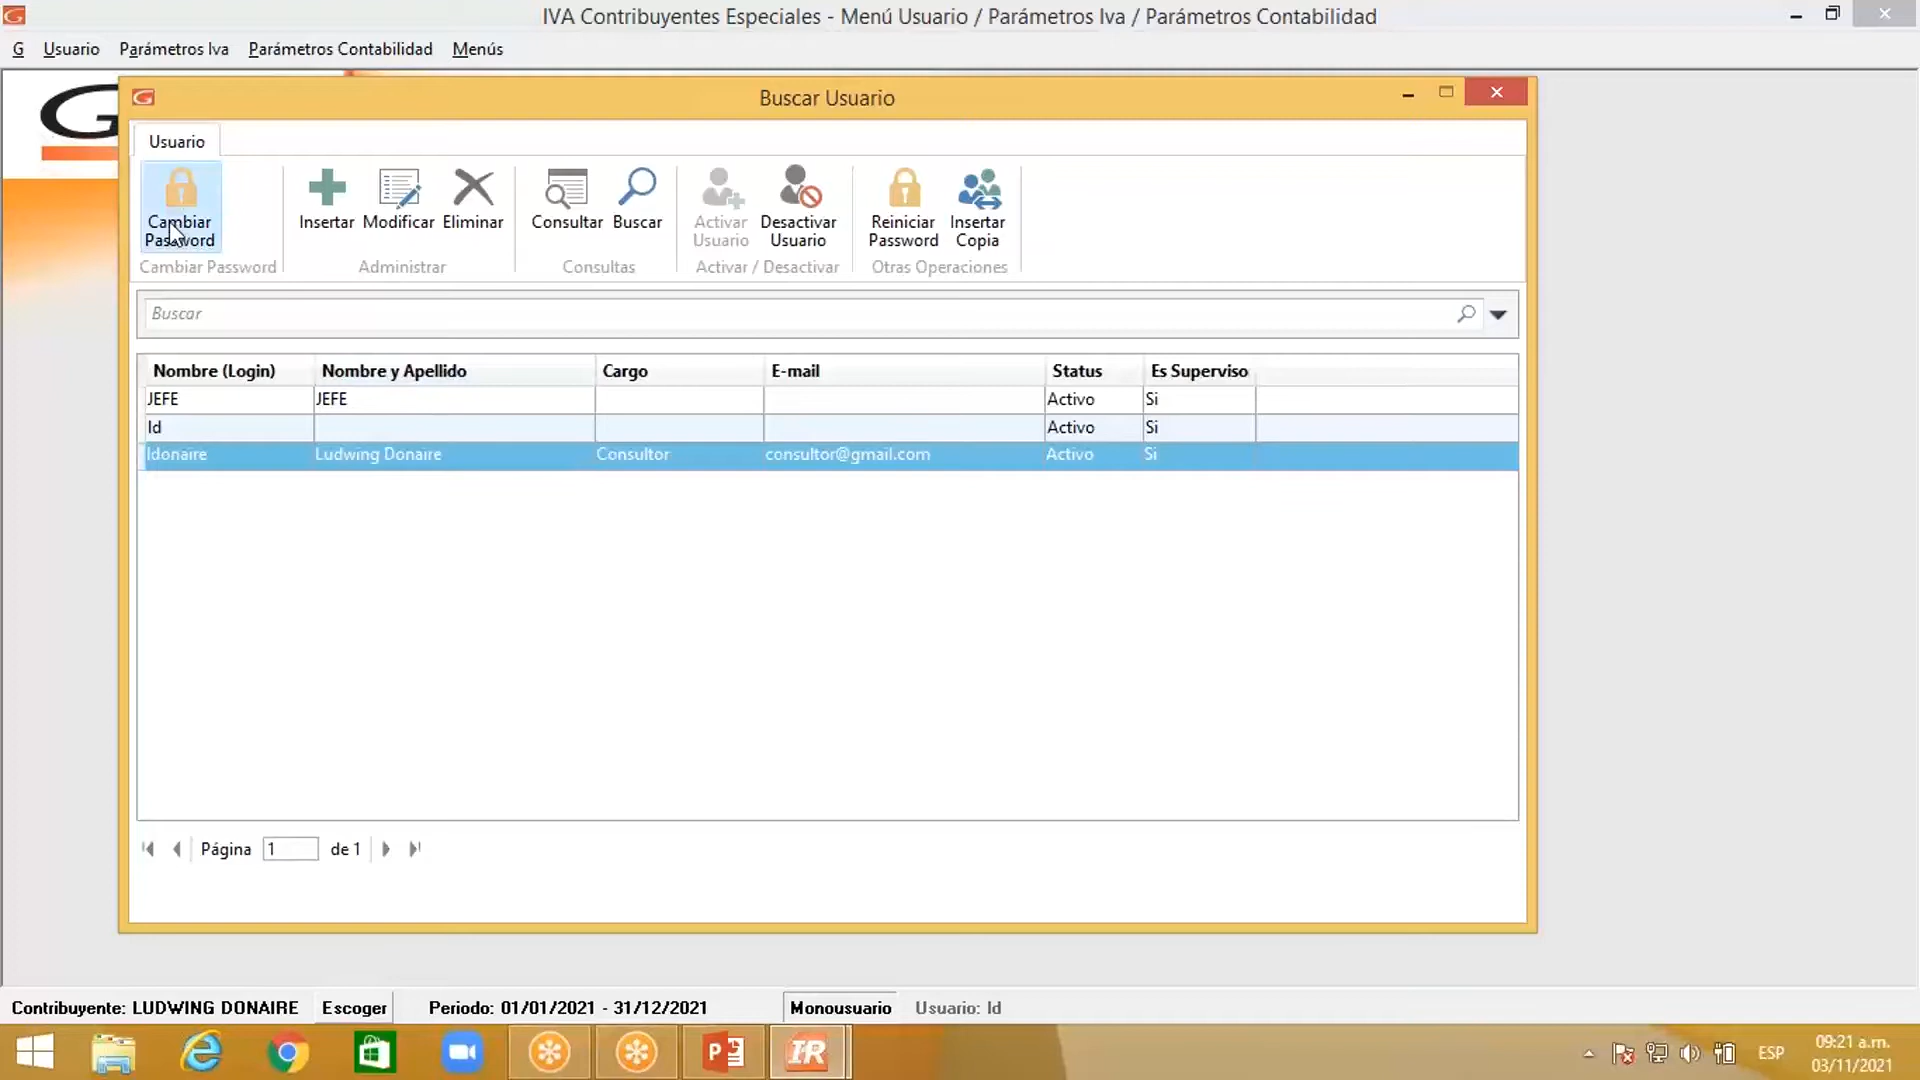 IVA Contribuyentes Especiales - Menú Usuario / Parámetros Iva / Parámetros Contabilidad
G Usuario Parámetros Iva Parámetros Contabilidad Menús
G
Buscar Usuario
Usuario
Cambiar Password
Insertar
Modificar
Eliminar
Consultar
Buscar
Activar Usuario
Desactivar Usuario
Reiniciar Password
Insertar Copia
Cambiar Password
Administrar
Consultas
Activar / Desactivar
Otras Operaciones
Buscar
Nombre (Login) Nombre y Apellido Cargo E-mail Status Es Superviso
JEFE JEFE Activo Si
ld Activo Si
ldonaire Ludwing Donaire Consultor consultor@gmail.com Activo Si
Página 1 de 1
Contribuyente: LUDWING DONAIRE Escoger Periodo: 01/01/2021 - 31/12/2021 Monousuario Usuario: ld
P
IR
ESP
09:21 a.m.
03/11/2021